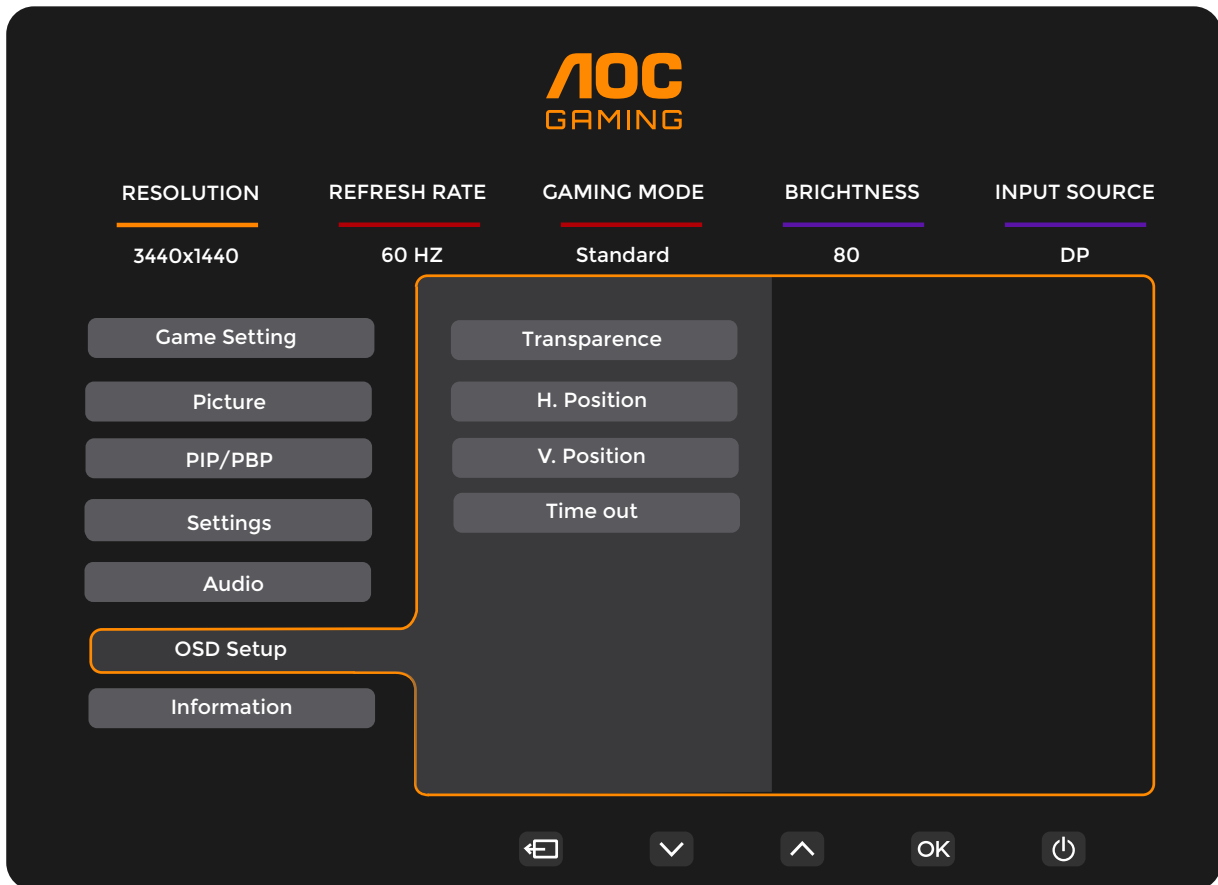 AOC
GAMING
RESOLUTION REFRESH RATE GAMING MODE BRIGHTNESS INPUT SOURCE
3440x1440 60 HZ Standard 80 DP
Game Setting
Picture
PIP/PBP
Settings
Audio
OSD Setup
Information
Transparence
H. Position
V. Position
Time out
OK